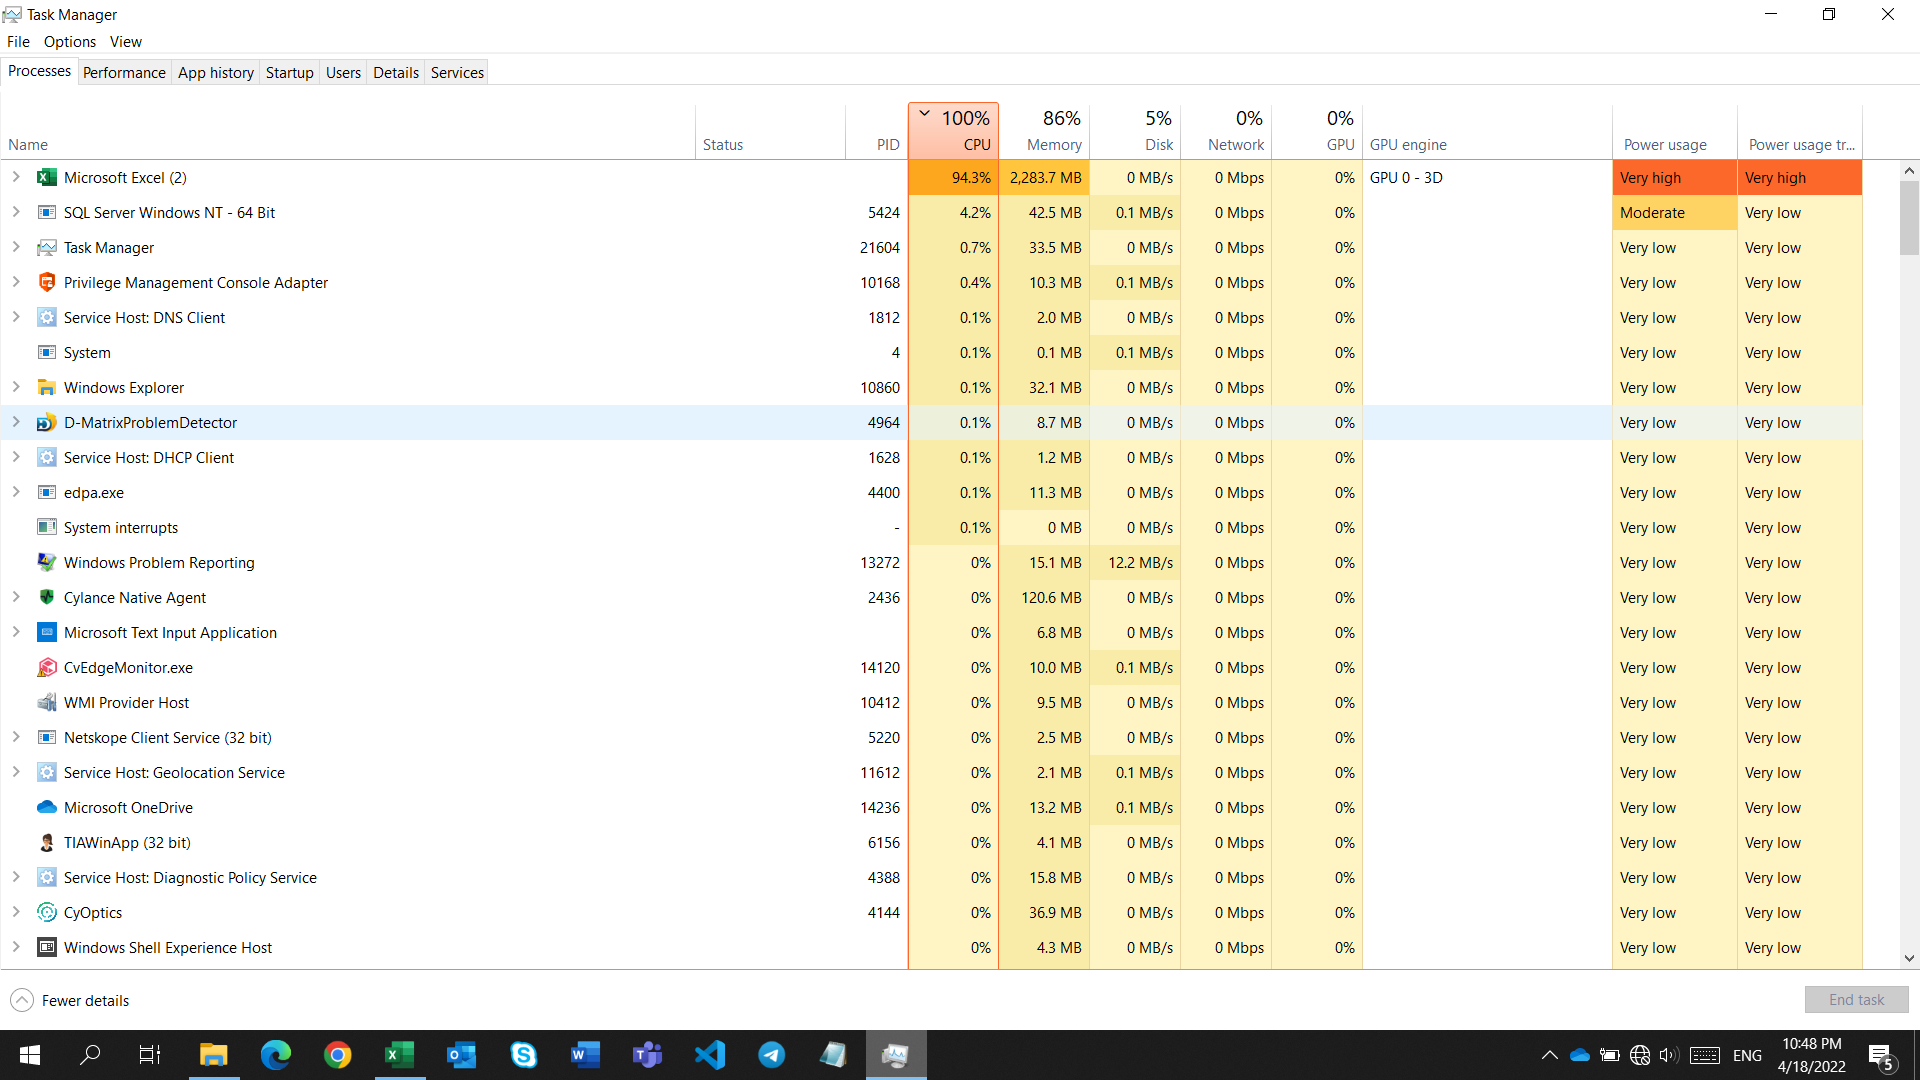 Task Manager
File Options View
Processes Performance App history Startup Users Details Services
100% 86% 5% 0% 0%
Name Status PID CPU Memory Disk Network GPU GPU engine Power usage Power usage tr...
Microsoft Excel (2) 94.3% 2,283.7 MB 0 MB/s 0 Mbps 0% GPU 0 - 3D Very high Very high
SQL Server Windows NT - 64 Bit 5424 4.2% 42.5 MB 0.1 MB/s 0 Mbps 0% Moderate Very low
Task Manager 21604 0.7% 33.5 MB 0 MB/s 0 Mbps 0% Very low Very low
Privilege Management Console Adapter 10168 0.4% 10.3 MB 0.1 MB/s 0 Mbps 0% Very low Very low
Service Host: DNS Client 1812 0.1% 2.0 MB 0 MB/s 0 Mbps 0% Very low Very low
System 4 0.1% 0.1 MB 0.1 MB/s 0 Mbps 0% Very low Very low
Windows Explorer 10860 0.1% 32.1 MB 0 MB/s 0 Mbps 0% Very low Very low
D-MatrixProblemDetector 4964 0.1% 8.7 MB 0 MB/s 0 Mbps 0% Very low Very low
Service Host: DHCP Client 1628 0.1% 1.2 MB 0 MB/s 0 Mbps 0% Very low Very low
edpa.exe 4400 0.1% 11.3 MB 0 MB/s 0 Mbps 0% Very low Very low
System interrupts - 0.1% 0 MB 0 MB/s 0 Mbps 0% Very low Very low
Windows Problem Reporting 13272 0% 15.1 MB 12.2 MB/s 0 Mbps 0% Very low Very low
Cylance Native Agent 2436 0% 120.6 MB 0 MB/s 0 Mbps 0% Very low Very low
Microsoft Text Input Application 0% 6.8 MB 0 MB/s 0 Mbps 0% Very low Very low
CvEdgeMonitor.exe 14120 0% 10.0 MB 0.1 MB/s 0 Mbps 0% Very low Very low
WMI Provider Host 10412 0% 9.5 MB 0 MB/s 0 Mbps 0% Very low Very low
Netskope Client Service (32 bit) 5220 0% 2.5 MB 0 MB/s 0 Mbps 0% Very low Very low
Service Host: Geolocation Service 11612 0% 2.1 MB 0.1 MB/s 0 Mbps 0% Very low Very low
Microsoft OneDrive 14236 0% 13.2 MB 0.1 MB/s 0 Mbps 0% Very low Very low
TIAWinApp (32 bit) 6156 0% 4.1 MB 0 MB/s 0 Mbps 0% Very low Very low
Service Host: Diagnostic Policy Service 4388 0% 15.8 MB 0 MB/s 0 Mbps 0% Very low Very low
CyOptics 4144 0% 36.9 MB 0 MB/s 0 Mbps 0% Very low Very low
Windows Shell Experience Host 0% 4.3 MB 0 MB/s 0 Mbps 0% Very low Very low
Fewer details End task
ENG 10:48 PM
4/18/2022 5